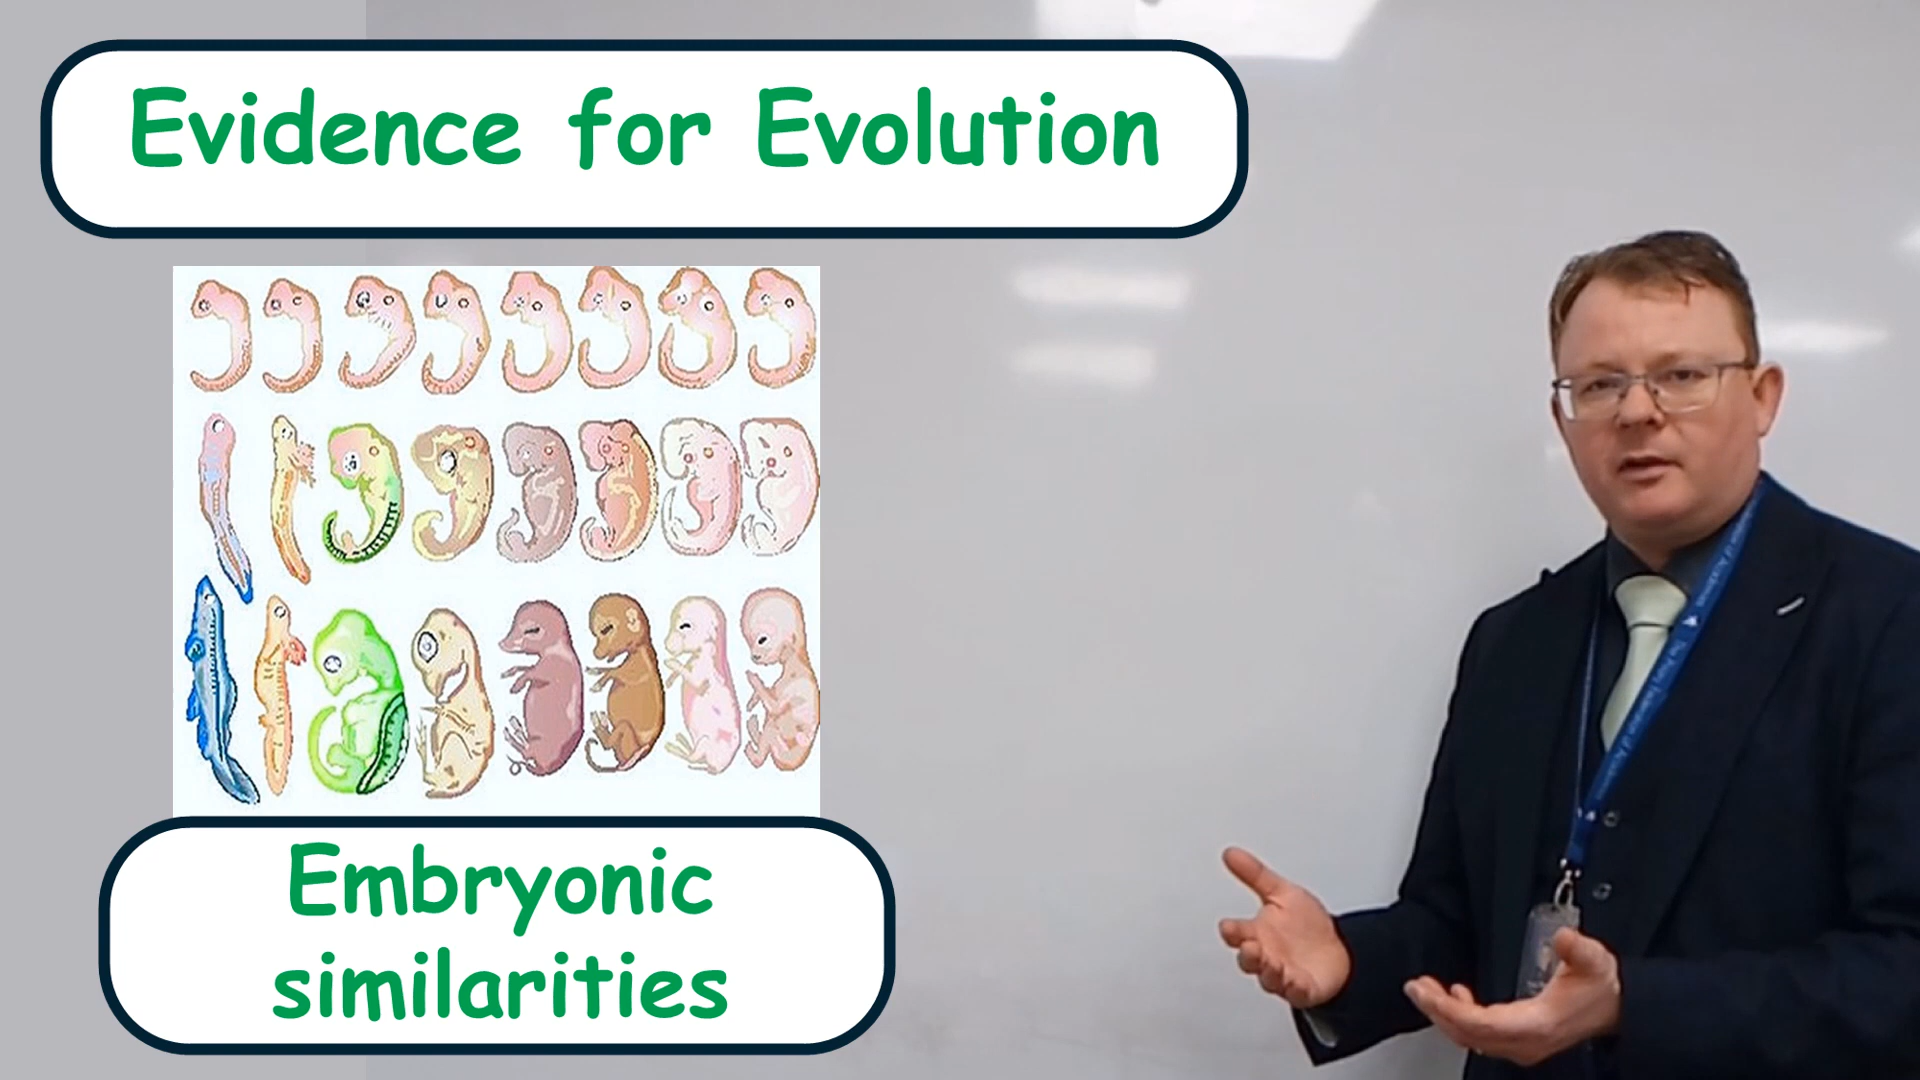 Evidence for Evolution
Embryonic
similarities